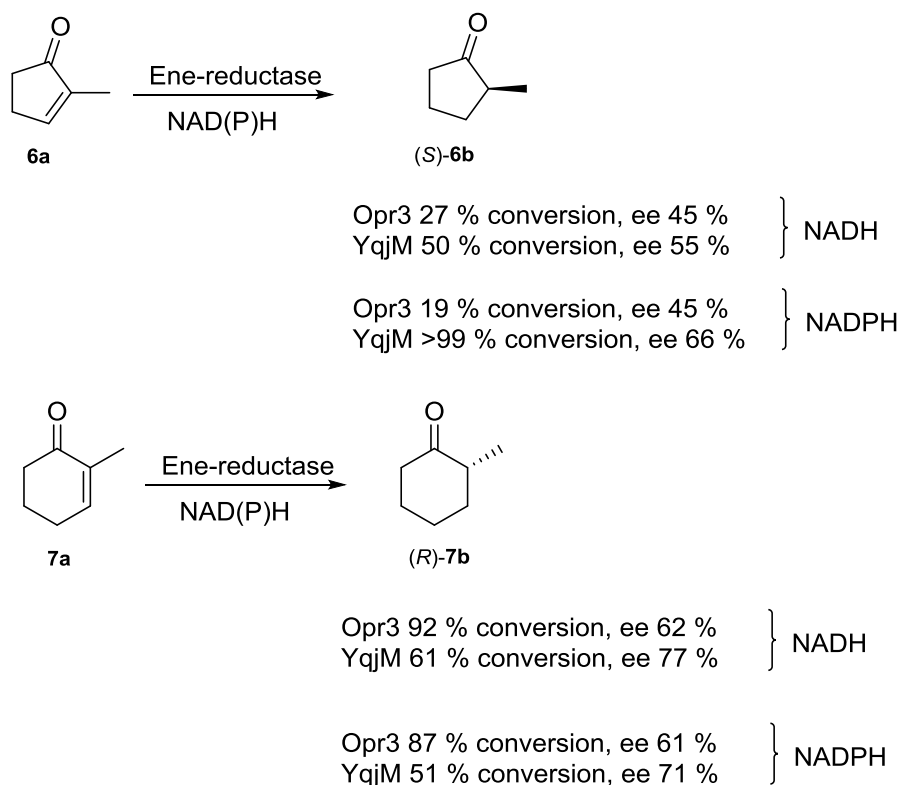 O
O
Ene-reductase
NAD(P)H
6a
(S)-6b
Opr3 27 % conversion, ee 45 %
YqjM 50 % conversion, ee 55 %
NADH
Opr3 19 % conversion, ee 45 %
YqjM >99 % conversion, ee 66 %
NADPH
O
O
Ene-reductase
NAD(P)H
7a
(R)-7b
Opr3 92 % conversion, ee 62 %
YqjM 61 % conversion, ee 77 %
NADH
Opr3 87 % conversion, ee 61 %
YqjM 51 % conversion, ee 71 %
NADPH